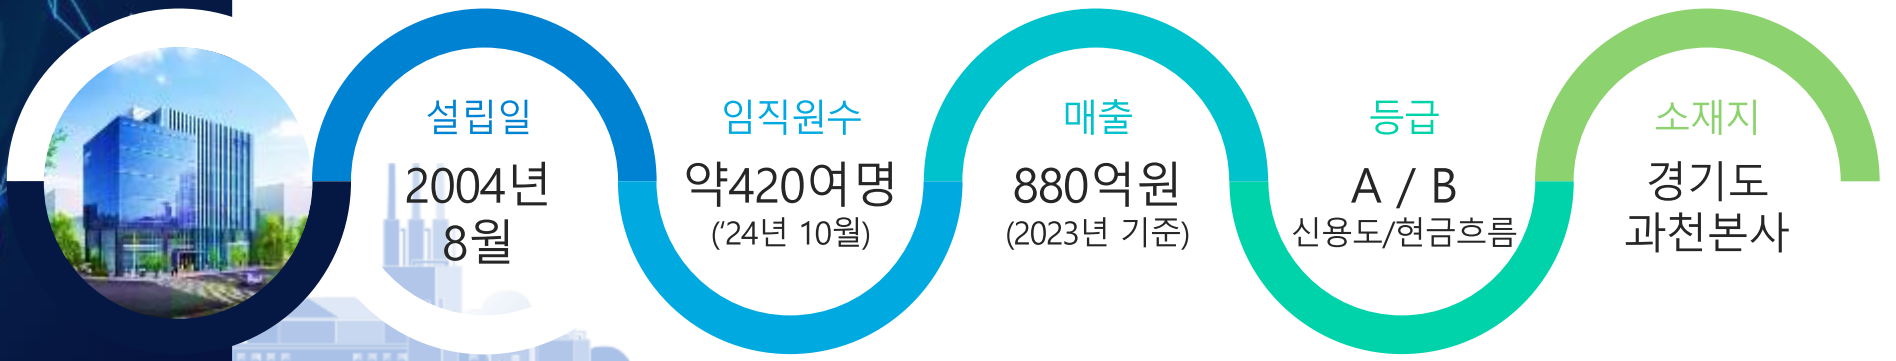 설립일
2004년
8월
임직원수
약420여명
(‘24년 10월)
매출
880억원
(2023년 기준)
등급
A / B
신용도/현금흐름
소재지
경기도
과천본사